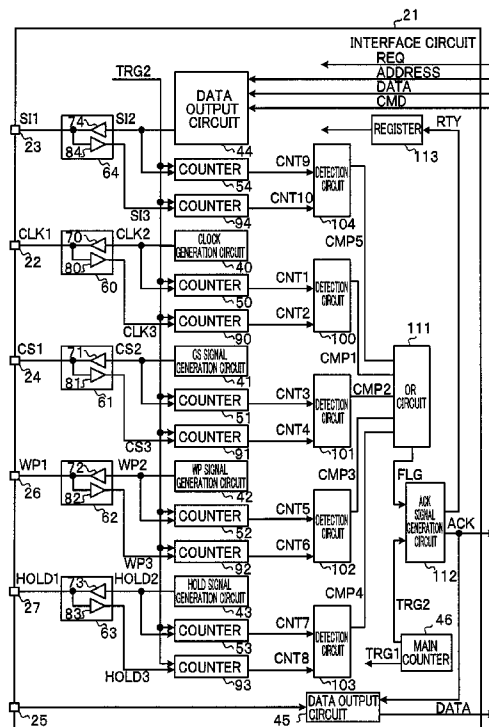 21
INTERFACE CIRCUIT
REQ
TRG2
ADDRESS
DATA
CMD
DATA OUTPUT CIRCUIT
44
REGISTER
RTY
113
SI1
74
SI2
23
84
64
COUNTER
54
CNT9
DETECTION CIRCUIT
104
COUNTER
94
CNT10
SI3
CMP5
CLK1
70
CLK2
CLOCK GENERATION CIRCUIT
40
22
80
60
COUNTER
50
CNT1
DETECTION CIRCUIT
100
COUNTER
90
CNT2
CLK3
CMP1
111
OR CIRCUIT
CS1
71
CS2
CS SIGNAL GENERATION CIRCUIT
41
24
81
61
COUNTER
51
CNT3
DETECTION CIRCUIT
101
CMP2
COUNTER
91
CNT4
CS3
CMP3
WP1
72
WP2
WP SIGNAL GENERATION CIRCUIT
42
26
82
62
COUNTER
52
CNT5
DETECTION CIRCUIT
102
COUNTER
92
CNT6
WP3
CMP4
FLG
ACK SIGNAL GENERATION CIRCUIT
112
ACK
HOLD1
73
HOLD2
HOLD SIGNAL GENERATION CIRCUIT
43
27
83
63
COUNTER
53
CNT7
DETECTION CIRCUIT
103
COUNTER
93
CNT8
HOLD3
TRG2
46
TRG1
MAIN COUNTER
25
45
DATA OUTPUT CIRCUIT
DATA